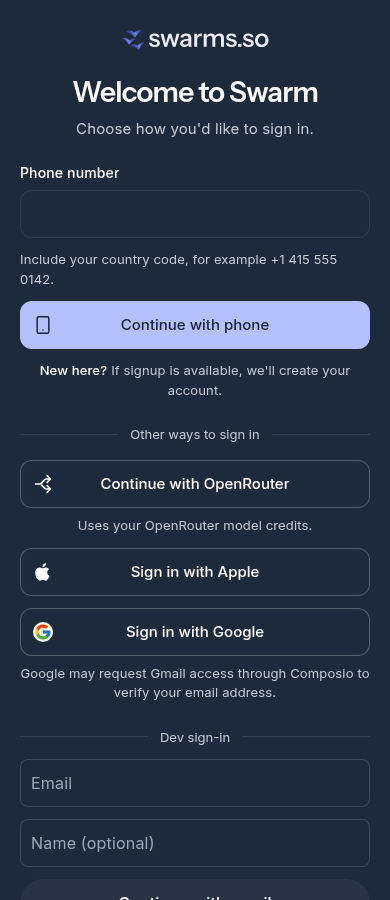 swarms.so
Welcome to Swarm
Choose how you'd like to sign in.
Phone number
Include your country code, for example +1 415 555
0142.
Continue with phone
New here? If signup is available, we'll create your
account.
Other ways to sign in
Continue with OpenRouter
Uses your OpenRouter model credits.
Sign in with Apple
Sign in with Google
Google may request Gmail access through Composio to
verify your email address.
Dev sign-in
Email
Name (optional)